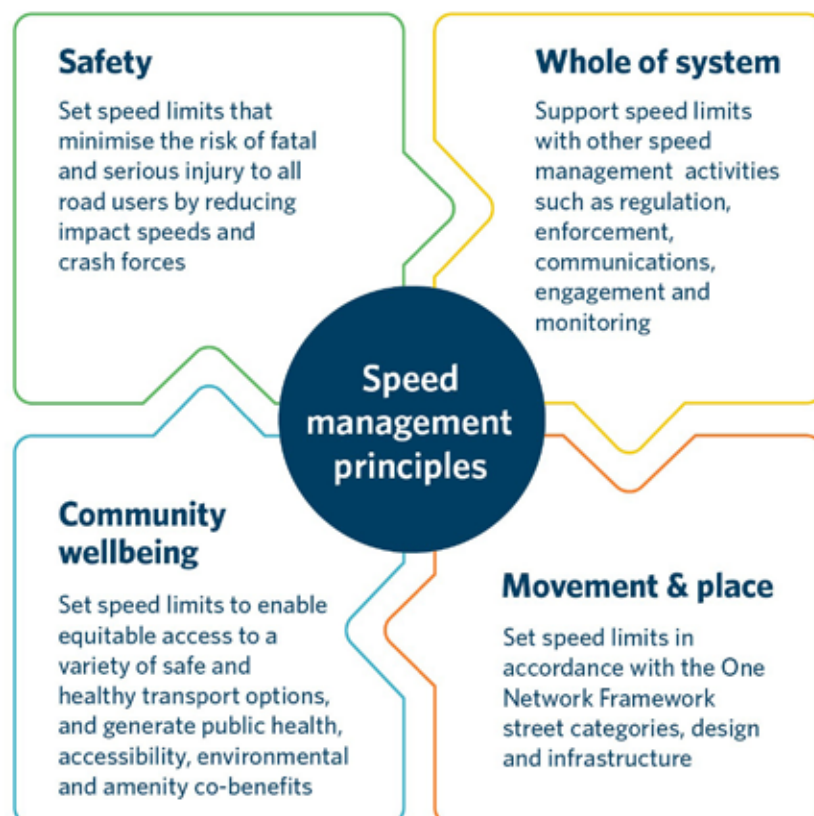 Safety
Set speed limits that
minimise the risk of fatal
and serious injury to all
road users by reducing
impact speeds and
crash forces
Whole of system
Support speed limits
with other speed
management activities
such as regulation,
enforcement,
communications,
engagement and
monitoring
Speed
management
principles
Community
wellbeing
Set speed limits to enable
equitable access to a
variety of safe and
healthy transport options,
and generate public health,
accessibility, environmental
and amenity co-benefits
Movement & place
Set speed limits in
accordance with the One
Network Framework
street categories, design
and infrastructure